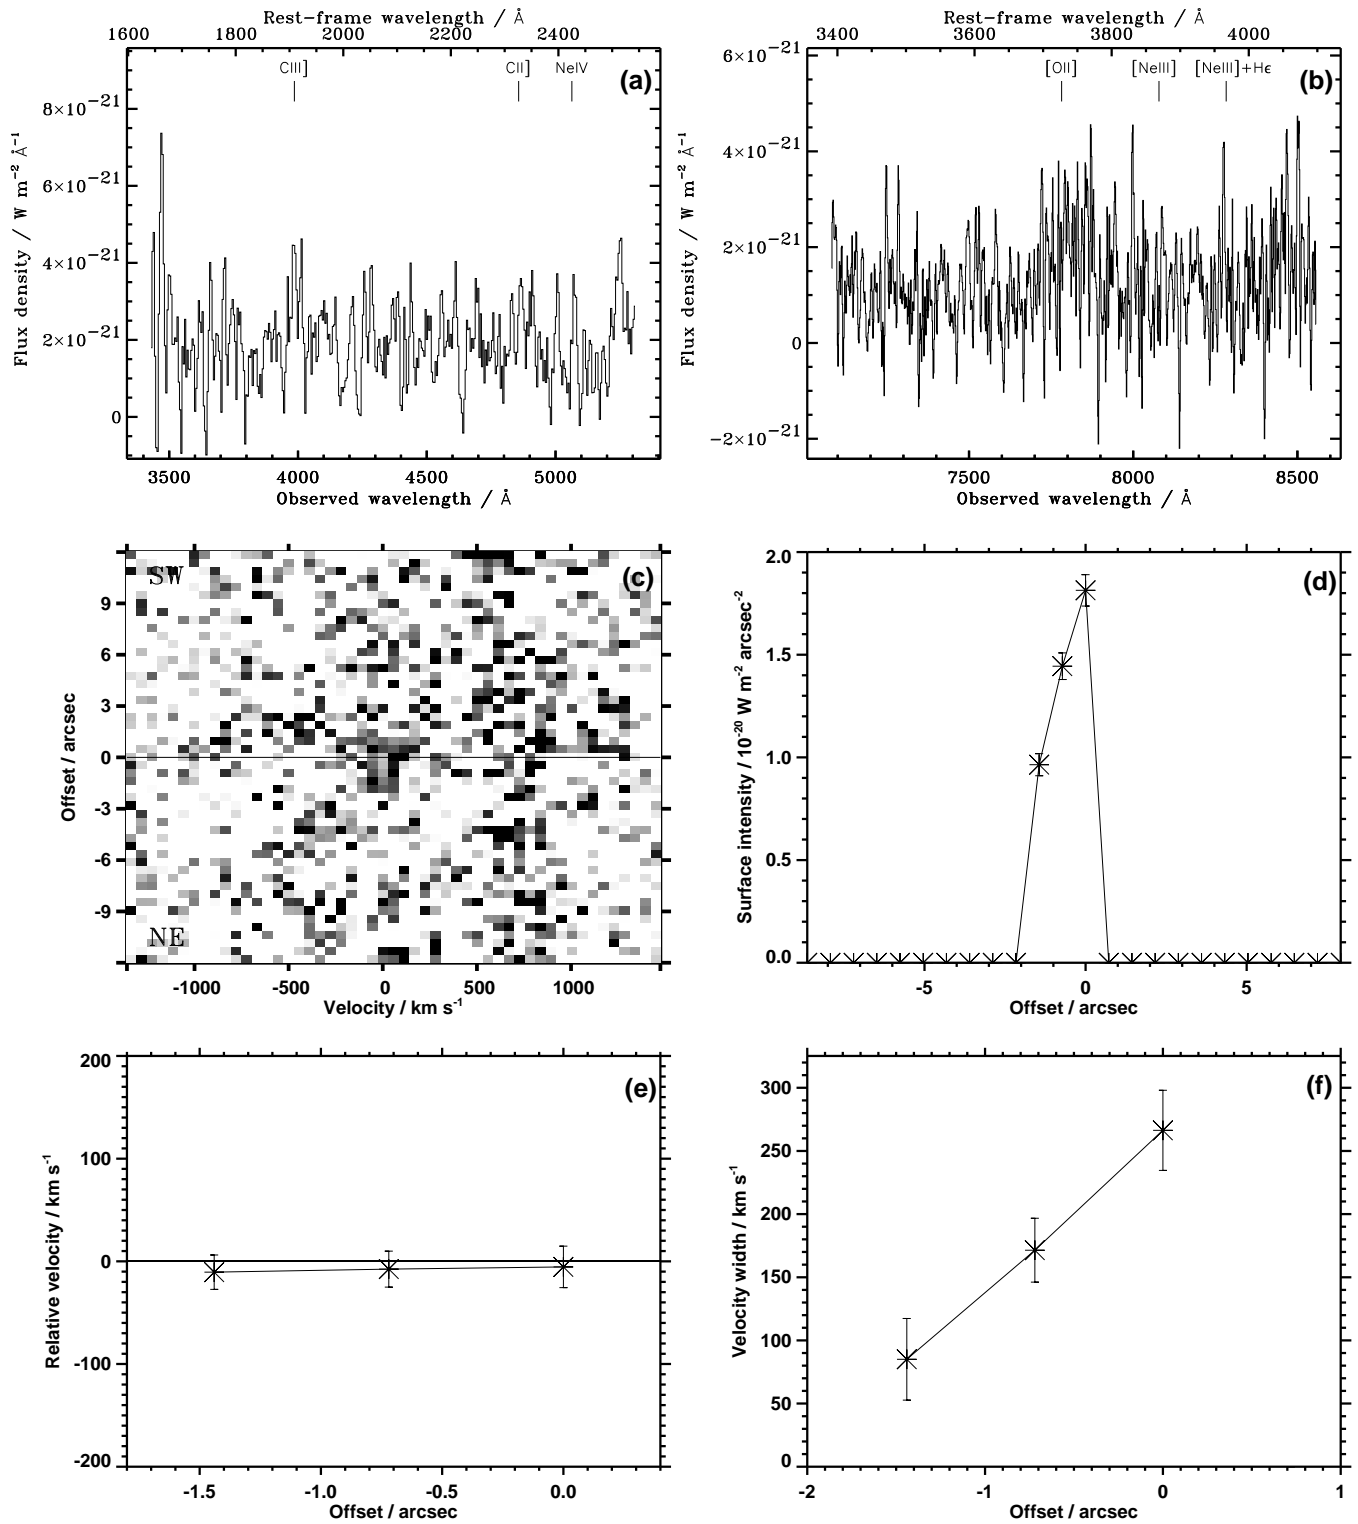 Rest-frame wavelength / Å
1600 1800 2000 2200 2400
CIII] CII] NeIV (a)
8×10⁻²¹
6×10⁻²¹
4×10⁻²¹
2×10⁻²¹
0
Flux density / W m⁻² Å⁻¹
3500 4000 4500 5000
Observed wavelength / Å
Rest-frame wavelength / Å
3400 3600 3800 4000
[OII] [NeIII] [NeIII]+Hϵ (b)
6×10⁻²¹
4×10⁻²¹
2×10⁻²¹
0
-2×10⁻²¹
Flux density / W m⁻² Å⁻¹
7500 8000 8500
Observed wavelength / Å
SW (c)
9
6
3
0
-3
-6
-9
NE
Offset / arcsec
-1000 -500 0 500 1000
Velocity / km s⁻¹
(d)
2.0
1.5
1.0
0.5
0.0
Surface intensity / 10⁻²⁰ W m⁻² arcsec⁻²
-5 0 5
Offset / arcsec
(e)
200
100
0
-100
-200
Relative velocity / km s⁻¹
-1.5 -1.0 -0.5 0.0
Offset / arcsec
(f)
300
250
200
150
100
50
0
Velocity width / km s⁻¹
-2 -1 0 1
Offset / arcsec